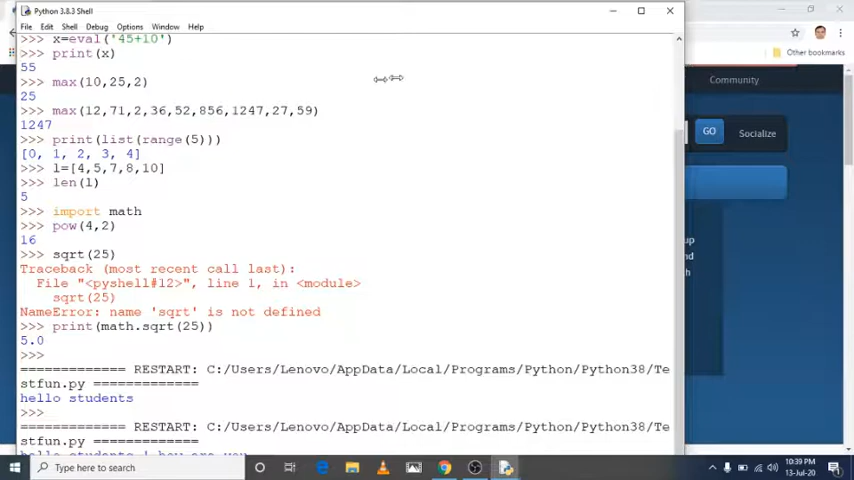 Python 3.8.3 Shell
File Edit Shell Debug Options Window Help
>>> x=eval('45+10')
>>> print(x)
55
>>> max(10,25,2)
25
>>> max(12,71,2,36,52,856,1247,27,59)
1247
>>> print(list(range(5)))
[0, 1, 2, 3, 4]
>>> l=[4,5,7,8,10]
>>> len(l)
5
>>> import math
>>> pow(4,2)
16
>>> sqrt(25)
Traceback (most recent call last):
File "<pyshell#12>", line 1, in <module>
sqrt(25)
NameError: name 'sqrt' is not defined
>>> print(math.sqrt(25))
5.0
>>>
============= RESTART: C:/Users/Lenovo/AppData/Local/Programs/Python/Python38/Te
stfun.py =============
hello students
>>>
============= RESTART: C:/Users/Lenovo/AppData/Local/Programs/Python/Python38/Te
stfun.py =============
Other bookmarks
Community
GO
Socialize
up
Type here to search
10:39 PM
13-Jul-20